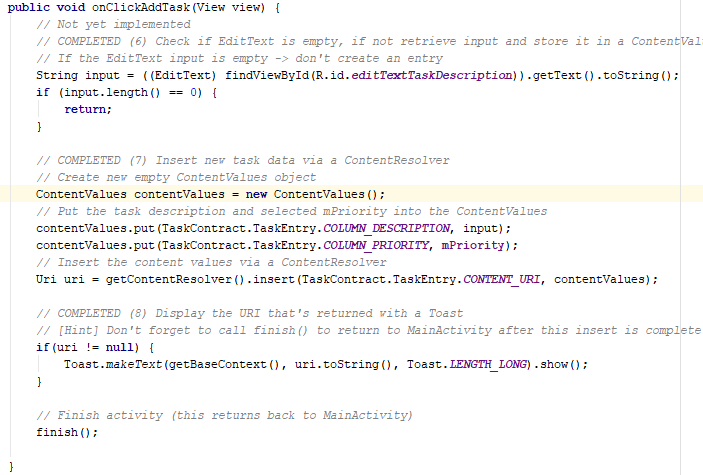 public void onClickAddTask(View view) {
// Not yet implemented
// COMPLETED (6) Check if EditText is empty, if not retrieve input and store it in a ContentVal
// If the EditText input is empty -> don't create an entry
String input = ((EditText) findViewById(R.id.editTextTaskDescription)).getText().toString();
if (input.length() == 0) {
return;
}
// COMPLETED (7) Insert new task data via a ContentResolver
// Create new empty ContentValues object
ContentValues contentValues = new ContentValues();
// Put the task description and selected mPriority into the ContentValues
contentValues.put(TaskContract.TaskEntry.COLUMN_DESCRIPTION, input);
contentValues.put(TaskContract.TaskEntry.COLUMN_PRIORITY, mPriority);
// Insert the content values via a ContentResolver
Uri uri = getContentResolver().insert(TaskContract.TaskEntry.CONTENT_URI, contentValues);
// COMPLETED (8) Display the URI that's returned with a Toast
// [Hint] Don't forget to call finish() to return to MainActivity after this insert is complete
if(uri != null) {
Toast.makeText(getBaseContext(), uri.toString(), Toast.LENGTH_LONG).show();
}
// Finish activity (this returns back to MainActivity)
finish();
}